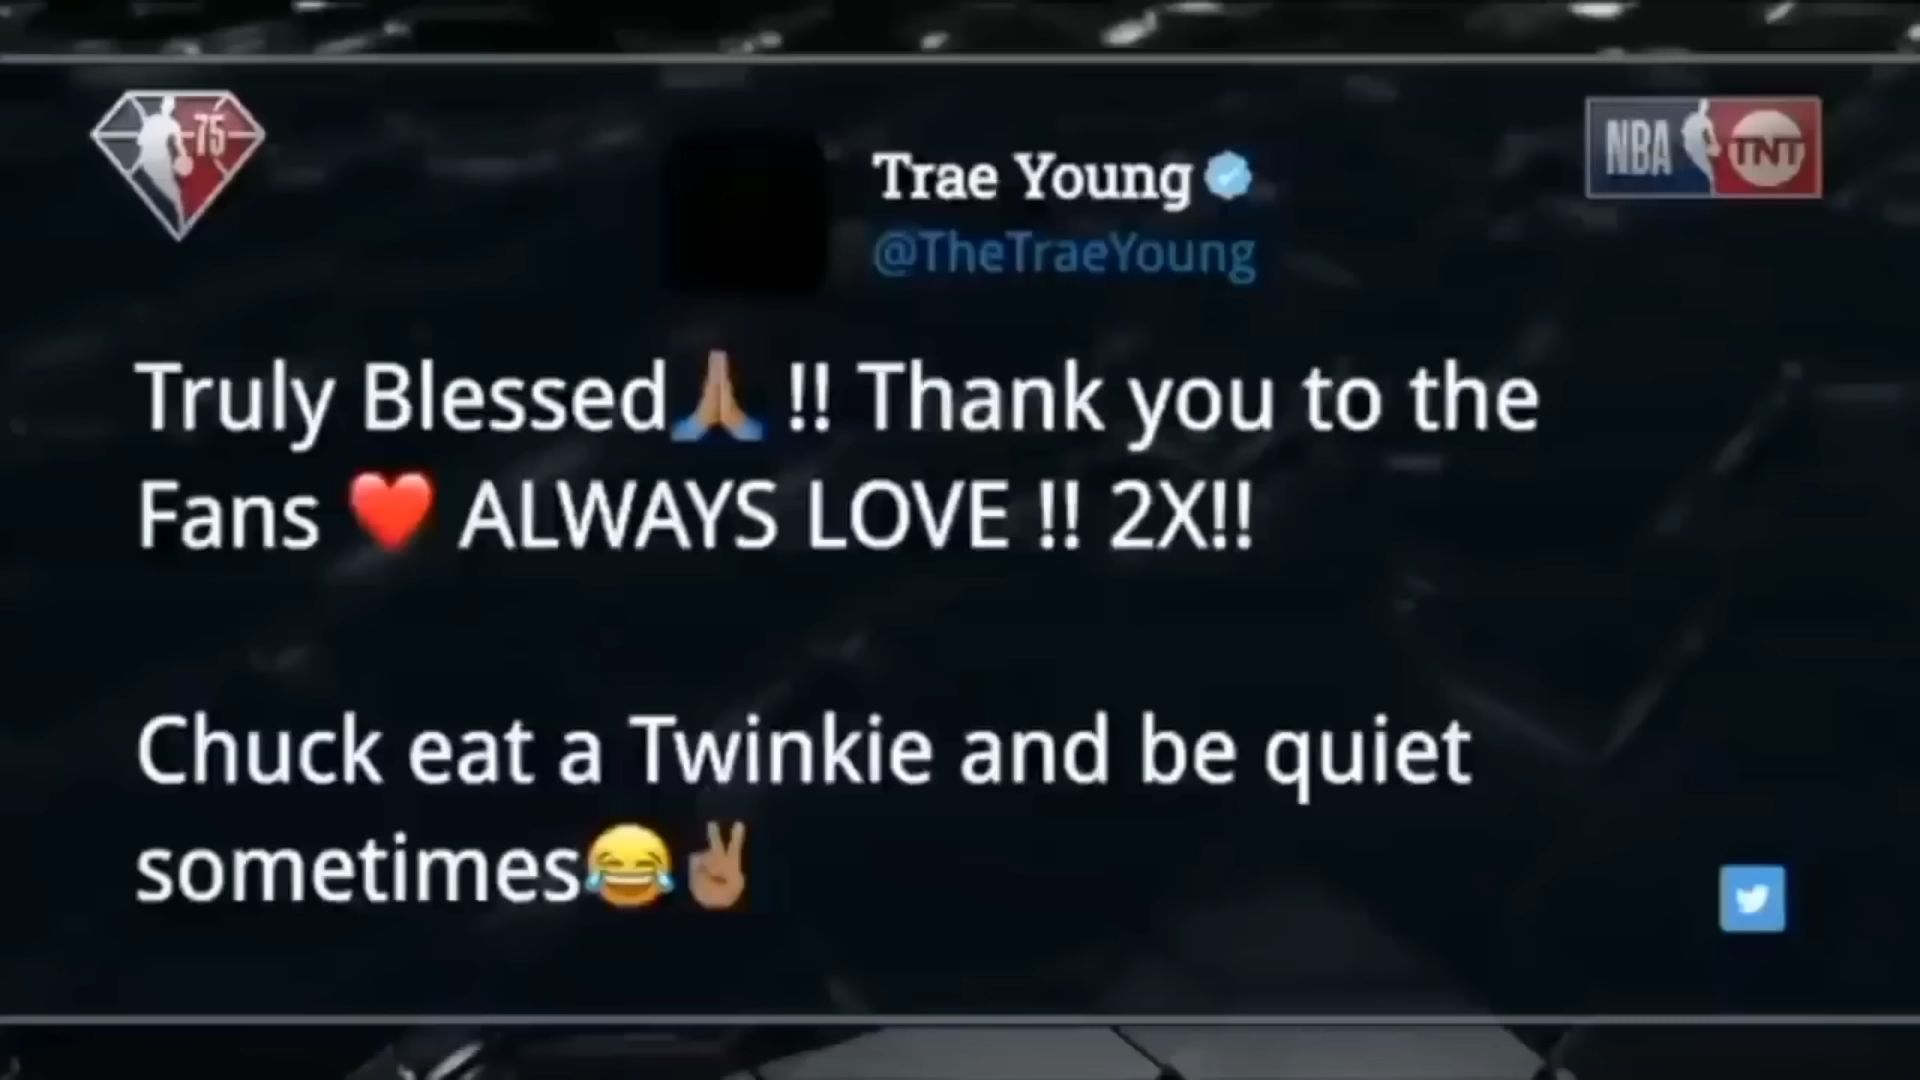 75
NBA TNT
Trae Young
@TheTraeYoung
Truly Blessed🙏🏽 !! Thank you to the
Fans ❤️ ALWAYS LOVE !! 2X!!
Chuck eat a Twinkie and be quiet
sometimes😂✌🏽